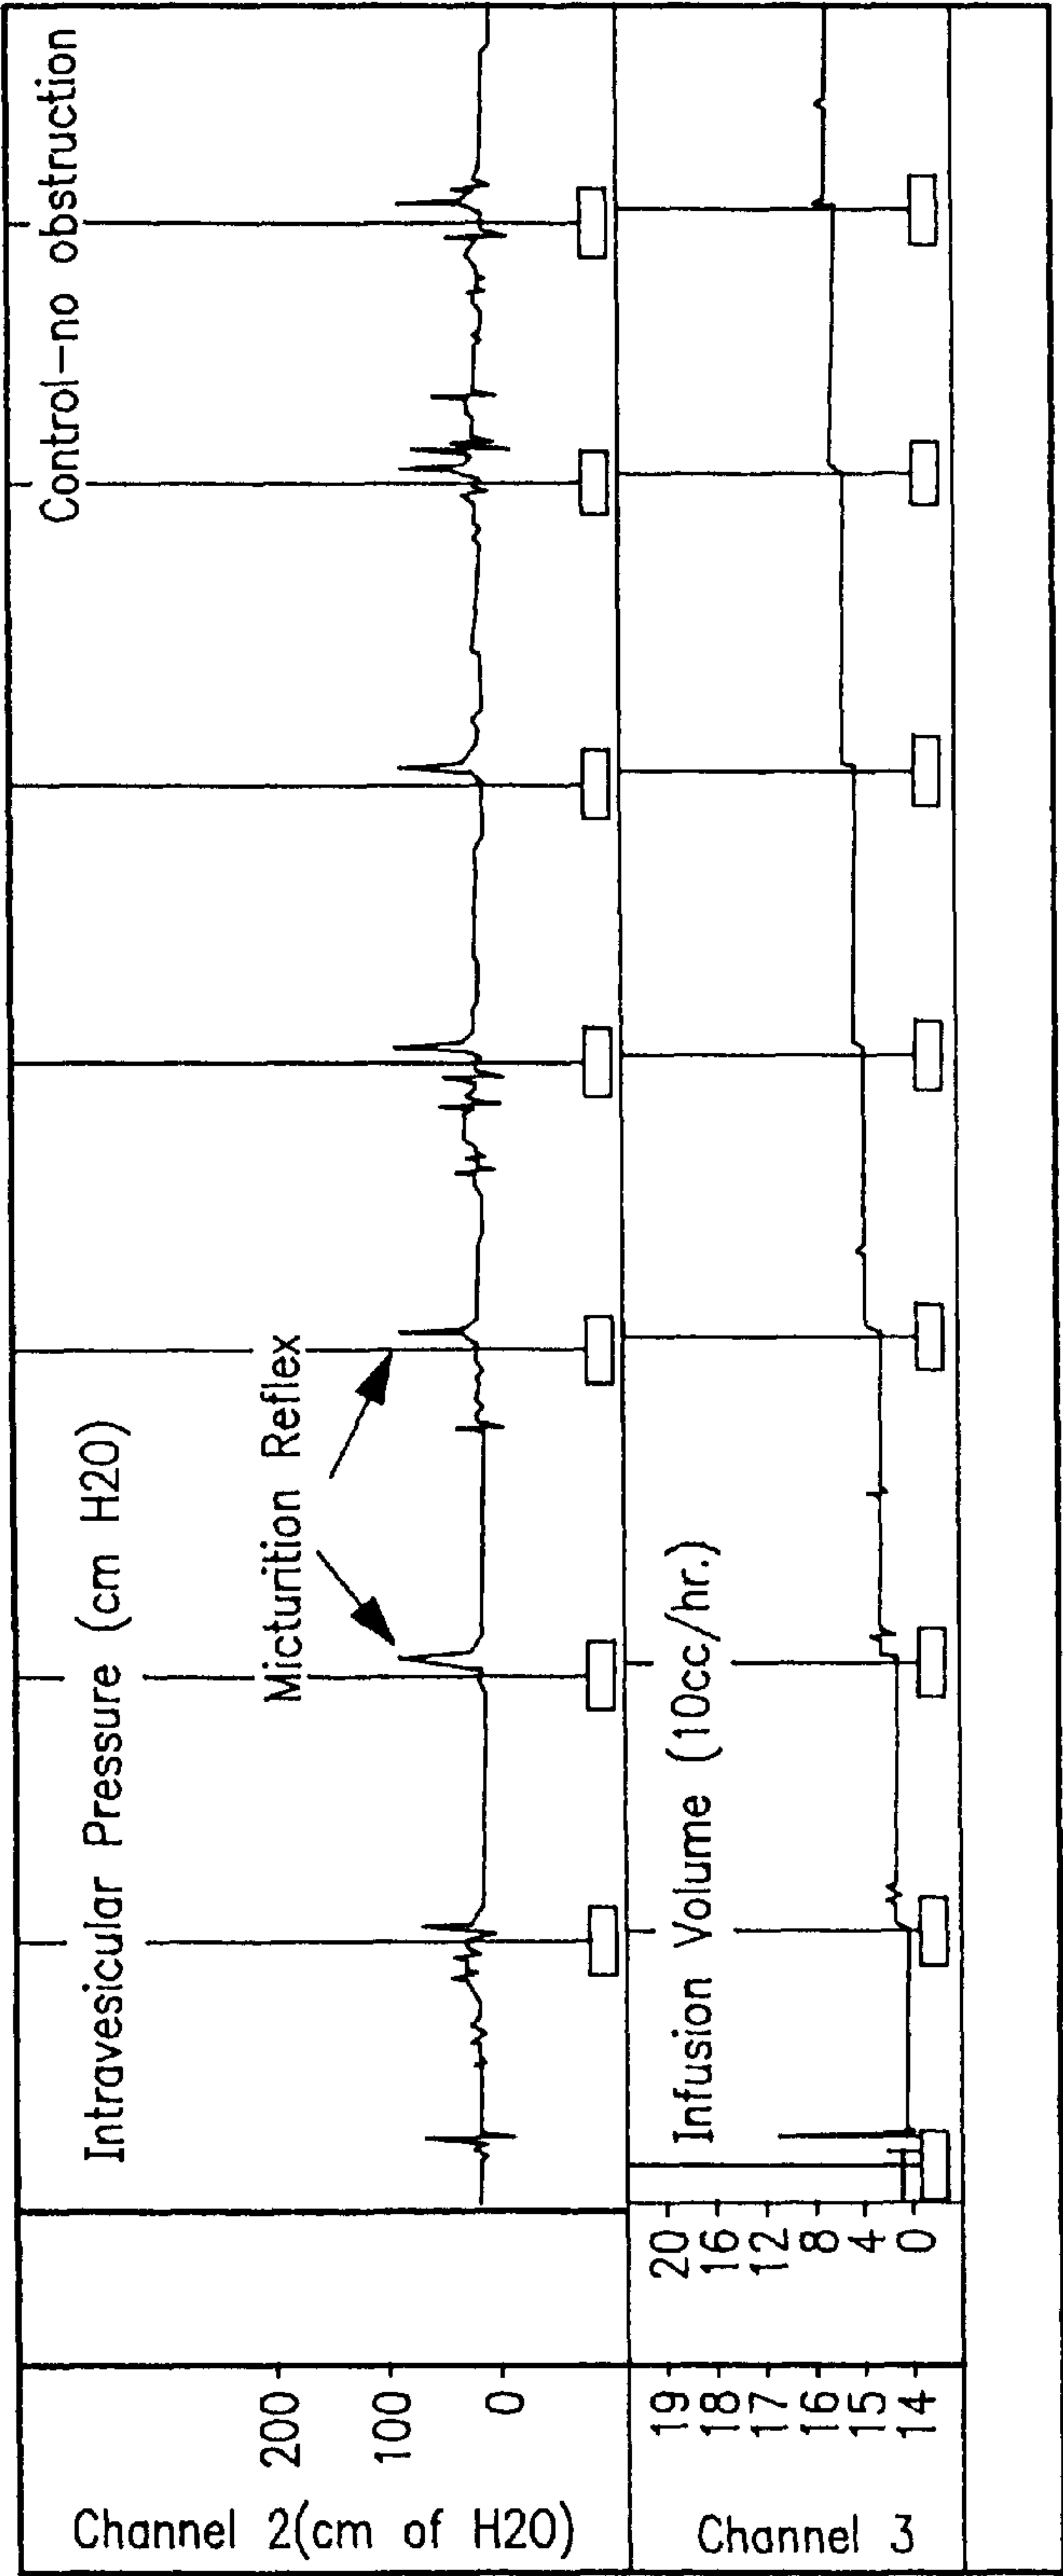 Control–no obstruction
Intravesicular Pressure (cm H20)
Micturition Reflex
200
100
0
Channel 2(cm of H20)
Infusion Volume (10cc/hr.)
20
16
12
8
4
0
19
18
17
16
15
14
Channel 3